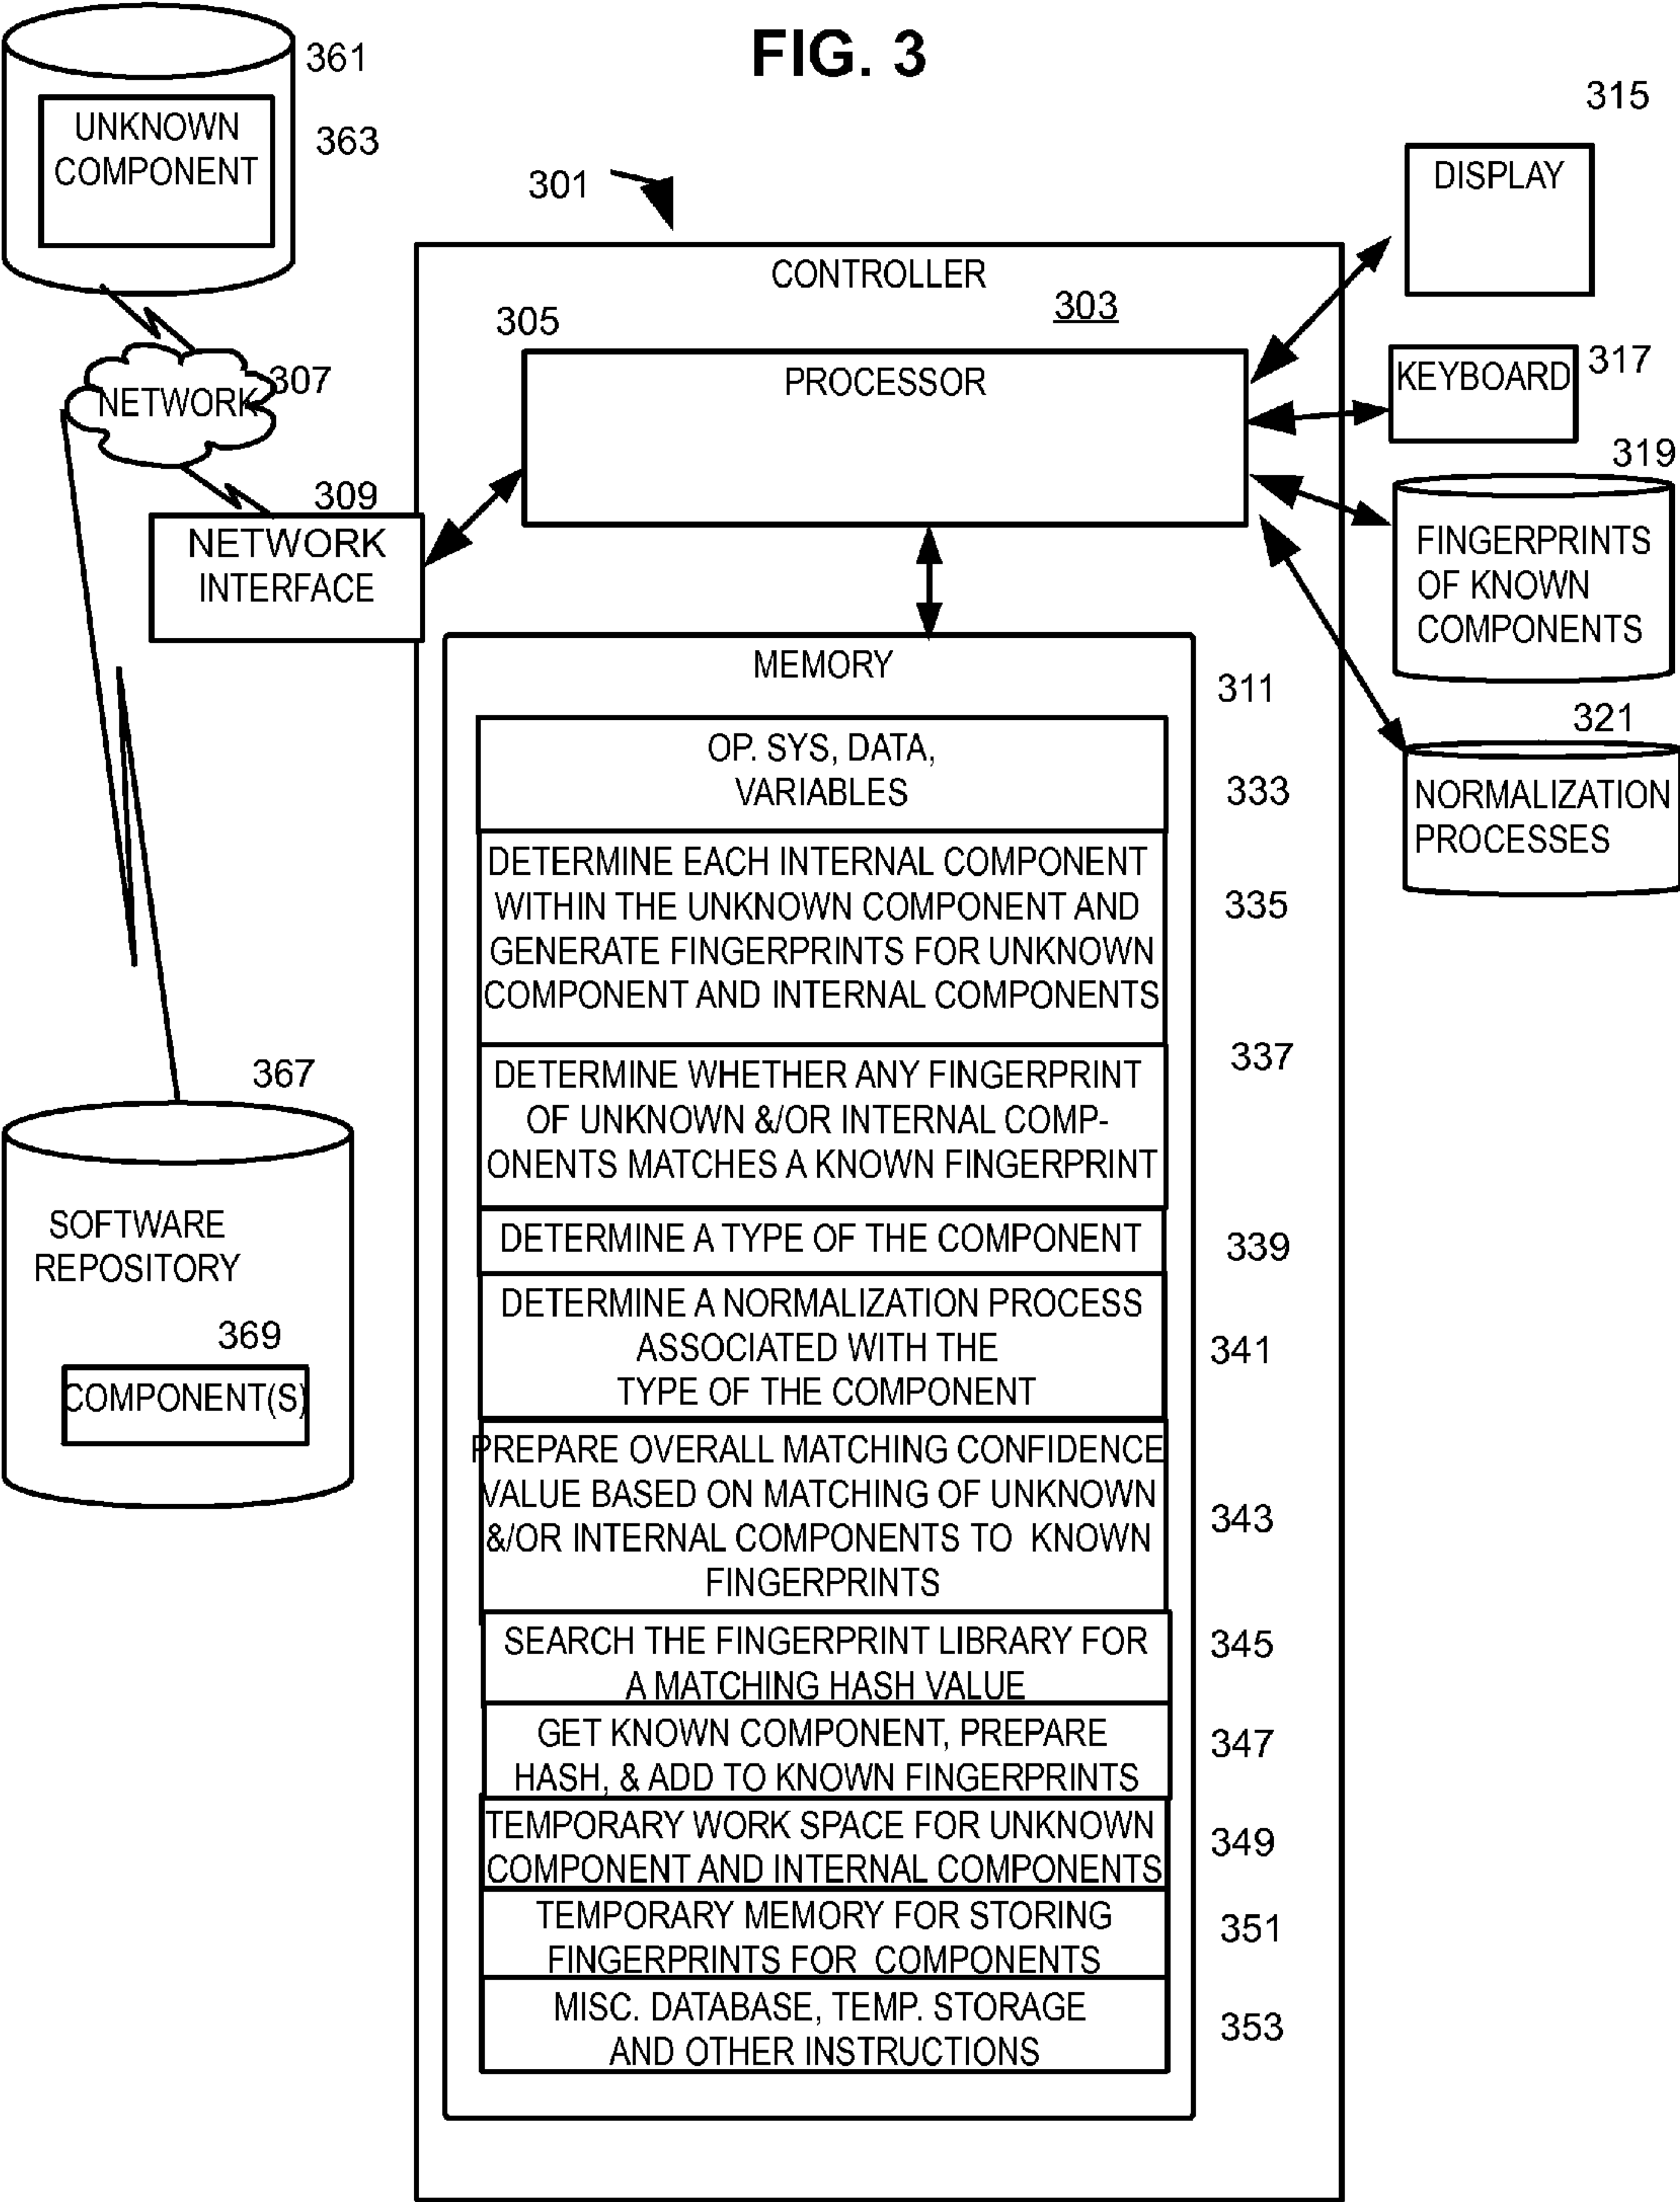 FIG. 3
361
UNKNOWN
COMPONENT
363
301
315
DISPLAY
CONTROLLER
303
305
PROCESSOR
307
NETWORK
317
KEYBOARD
309
NETWORK
INTERFACE
319
FINGERPRINTS
OF KNOWN
COMPONENTS
321
NORMALIZATION
PROCESSES
MEMORY
311
OP. SYS, DATA,
VARIABLES
333
DETERMINE EACH INTERNAL COMPONENT
WITHIN THE UNKNOWN COMPONENT AND
GENERATE FINGERPRINTS FOR UNKNOWN
COMPONENT AND INTERNAL COMPONENTS
335
DETERMINE WHETHER ANY FINGERPRINT
OF UNKNOWN &/OR INTERNAL COMP-
ONENTS MATCHES A KNOWN FINGERPRINT
337
DETERMINE A TYPE OF THE COMPONENT
339
DETERMINE A NORMALIZATION PROCESS
ASSOCIATED WITH THE
TYPE OF THE COMPONENT
341
PREPARE OVERALL MATCHING CONFIDENCE
VALUE BASED ON MATCHING OF UNKNOWN
&/OR INTERNAL COMPONENTS TO KNOWN
FINGERPRINTS
343
SEARCH THE FINGERPRINT LIBRARY FOR
A MATCHING HASH VALUE
345
GET KNOWN COMPONENT, PREPARE
HASH, & ADD TO KNOWN FINGERPRINTS
347
TEMPORARY WORK SPACE FOR UNKNOWN
COMPONENT AND INTERNAL COMPONENTS
349
TEMPORARY MEMORY FOR STORING
FINGERPRINTS FOR COMPONENTS
351
MISC. DATABASE, TEMP. STORAGE
AND OTHER INSTRUCTIONS
353
367
SOFTWARE
REPOSITORY
369
COMPONENT(S)